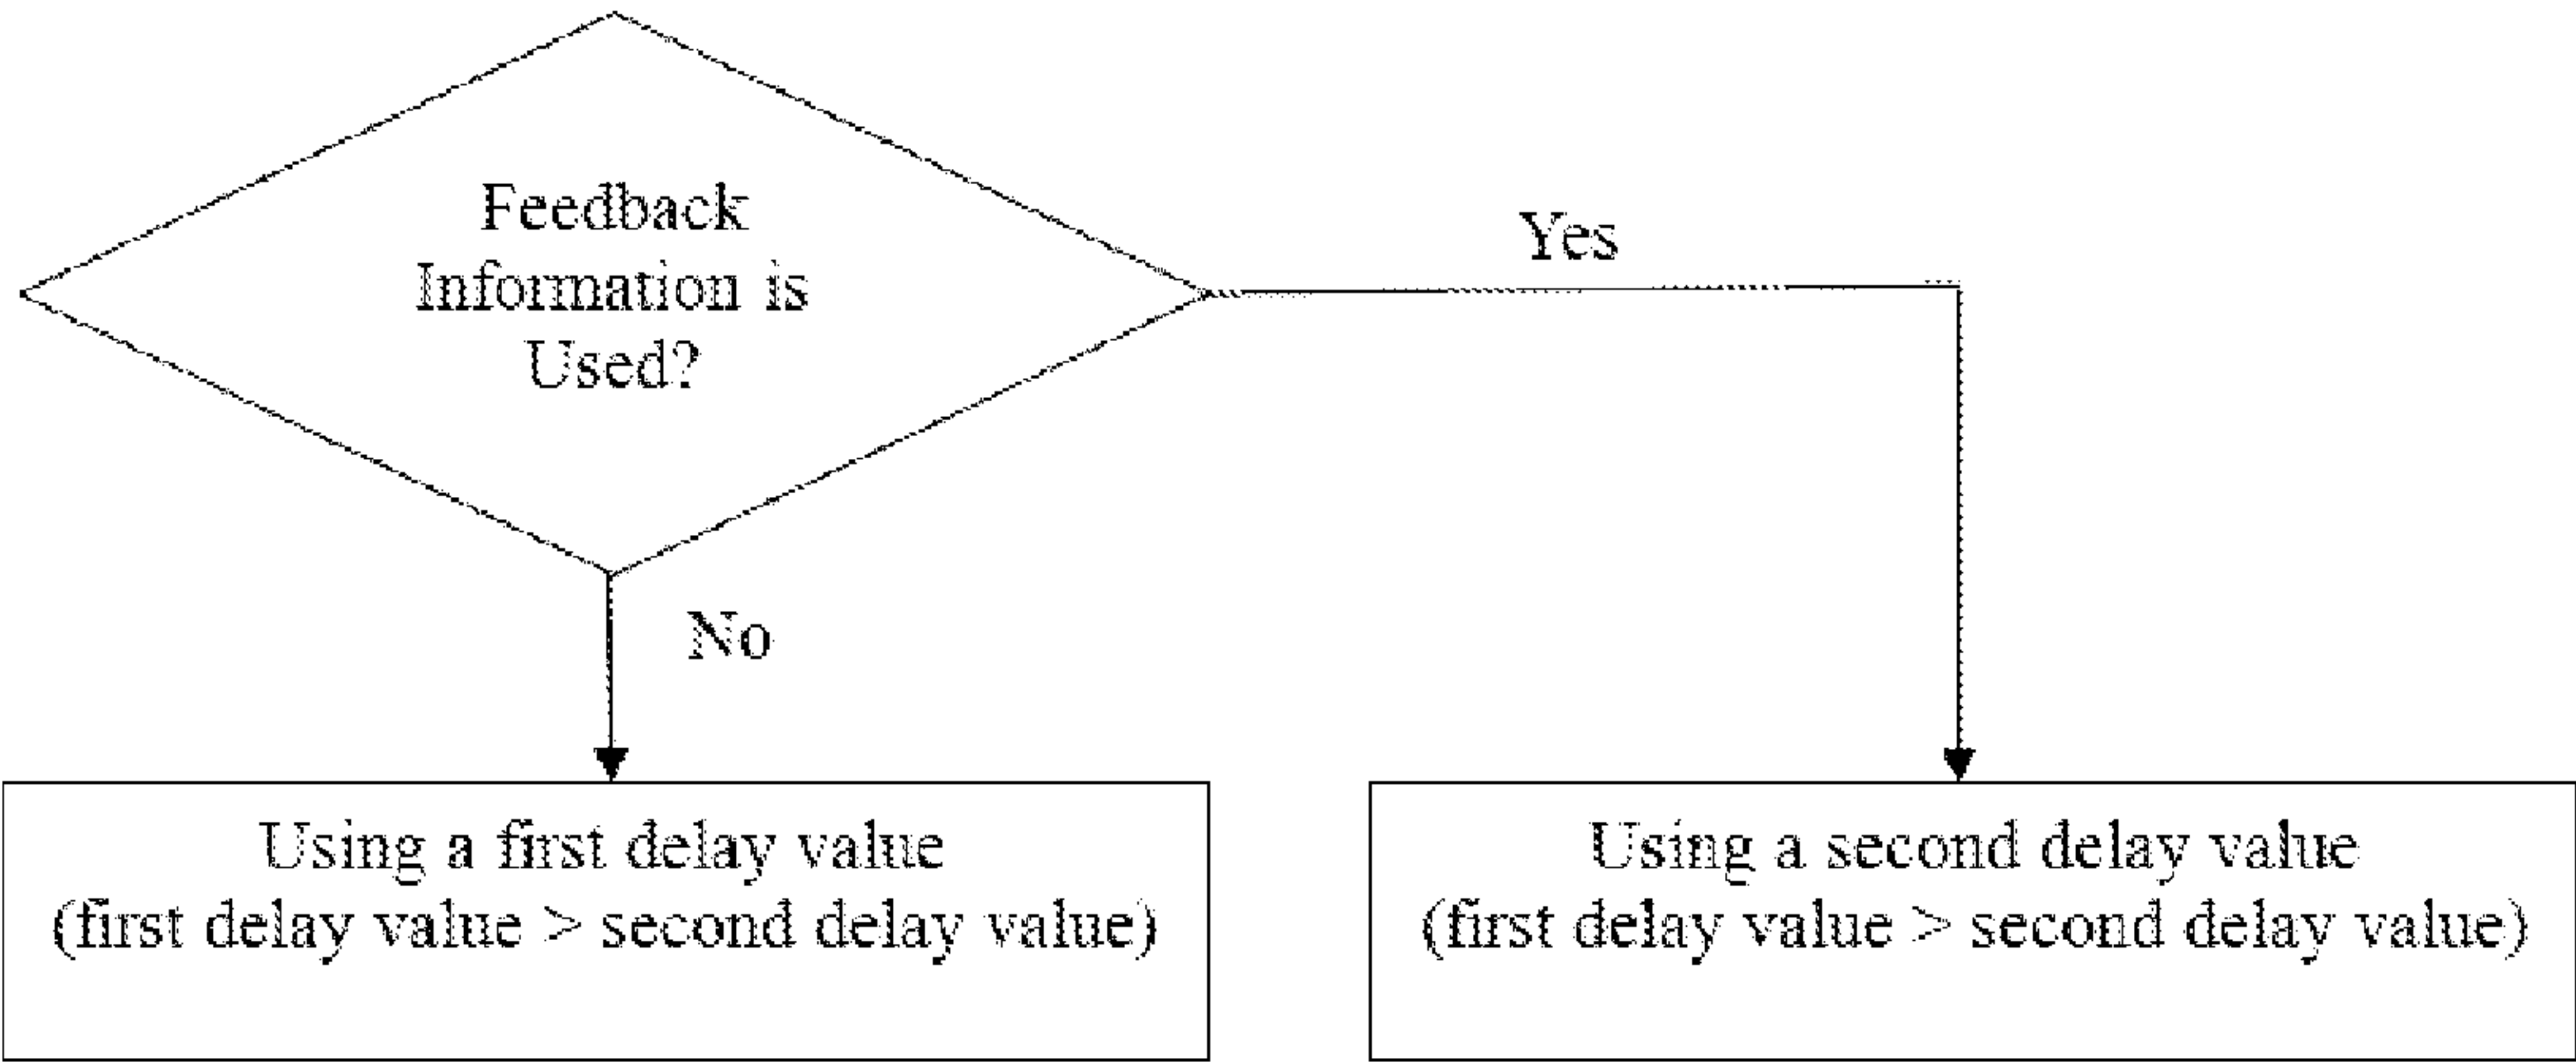 Feedback
Information is
Used?
Yes
No
Using a first delay value
(first delay value > second delay value)
Using a second delay value
(first delay value > second delay value)